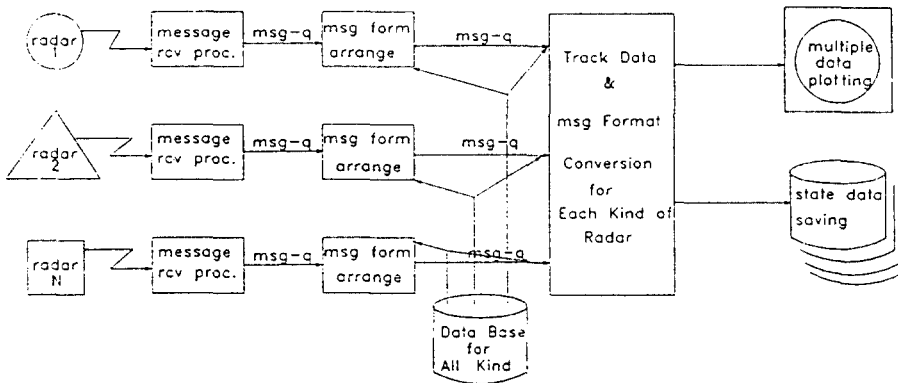 radar
1
message
rcv proc.
msg-q
msg form
arrange
msg-q
radar
2
message
rcv proc.
msg-q
msg form
arrange
msg-q
radar
N
message
rcv proc.
msg-q
msg form
arrange
msg-q
Data Base
for
All Kind
Track Data
&
msg Format
Conversion
for
Each Kind of
Radar
multiple
data
plotting
state data
saving